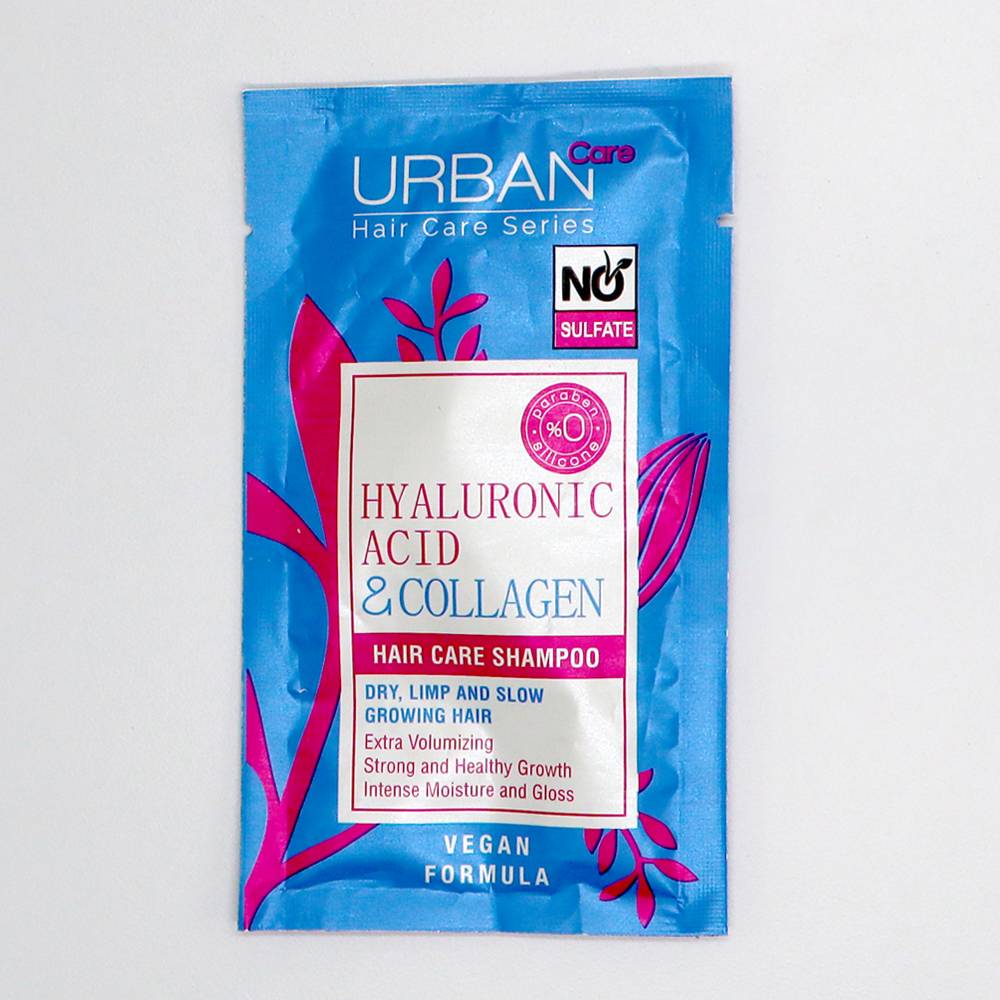 URBAN Care
Hair Care Series
NO
SULFATE
paraben
%0
silicone
HYALURONIC
ACID
& COLLAGEN
HAIR CARE SHAMPOO
DRY, LIMP AND SLOW
GROWING HAIR
Extra Volumizing
Strong and Healthy Growth
Intense Moisture and Gloss
VEGAN
FORMULA